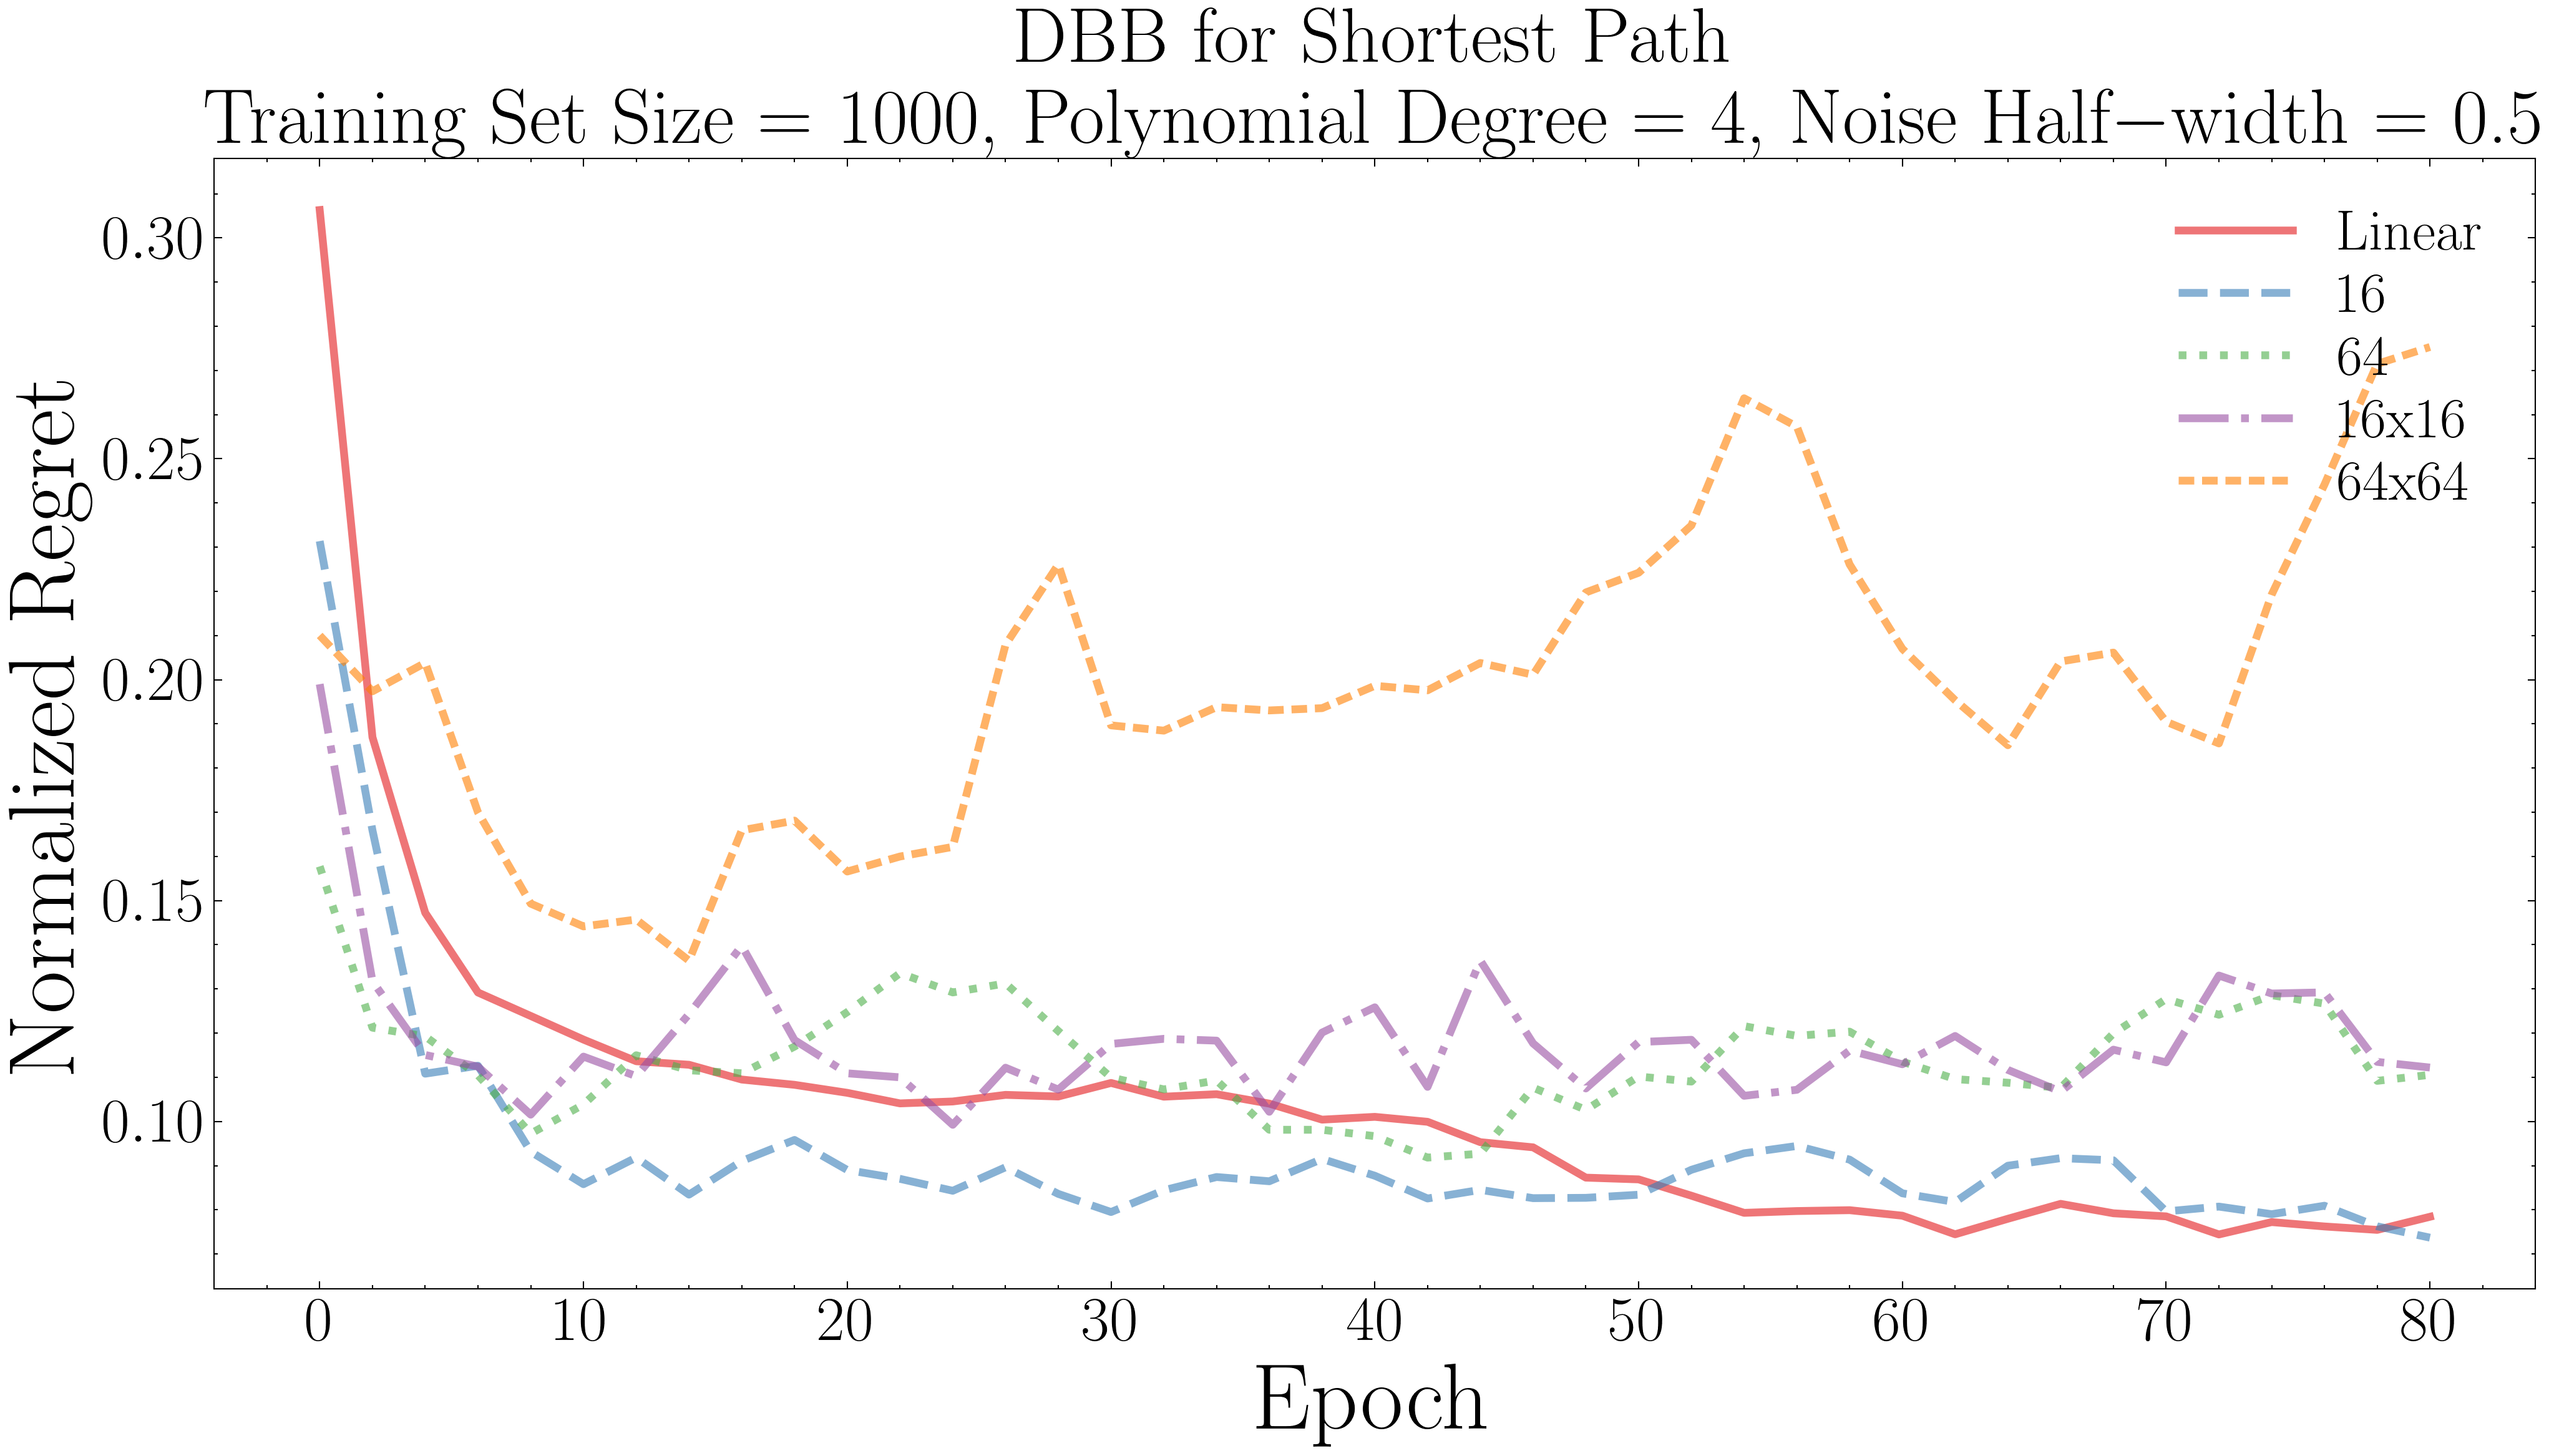 DBB for Shortest Path
Training Set Size = 1000, Polynomial Degree = 4, Noise Half−width = 0.5
Normalized Regret
0.30
0.25
0.20
0.15
0.10
Linear
16
64
16x16
64x64
0 10 20 30 40 50 60 70 80
Epoch